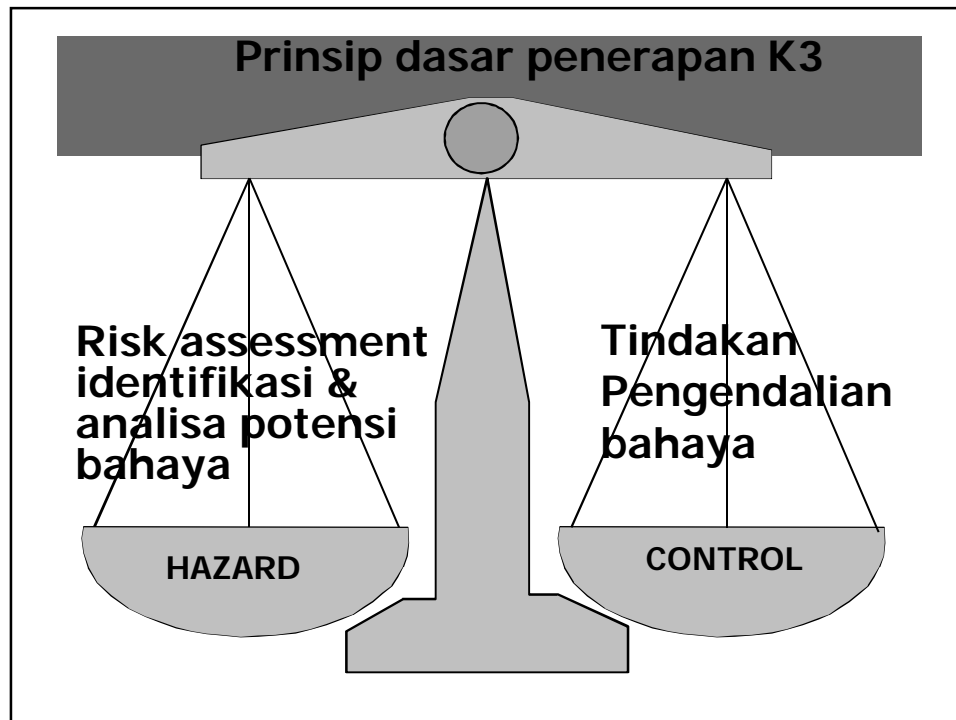 Prinsip dasar penerapan K3
Risk assessment
identifikasi &
analisa potensi
bahaya
HAZARD
Tindakan
Pengendalian
bahaya
CONTROL